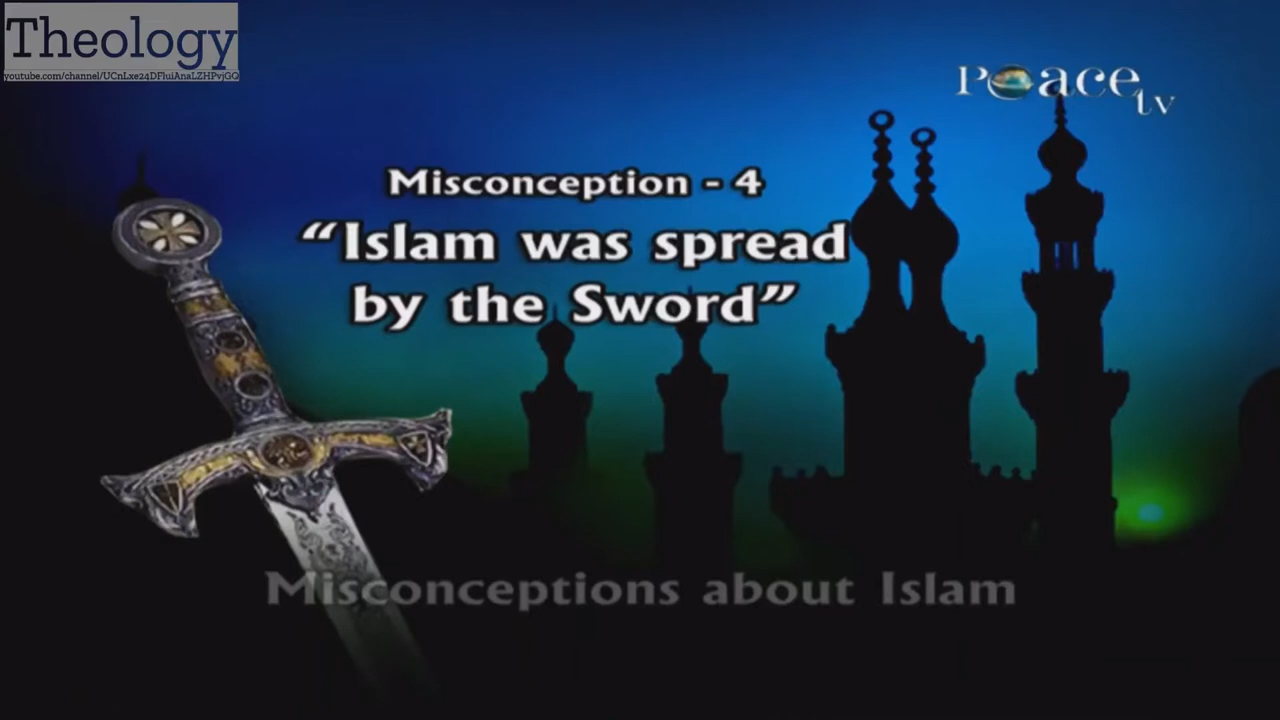 Theology
youtube.com/channel/UCnLxe24DFluiAnaLZHPvjGQ
Peace tv
Misconception - 4
“Islam was spread
by the Sword”
Misconceptions about Islam